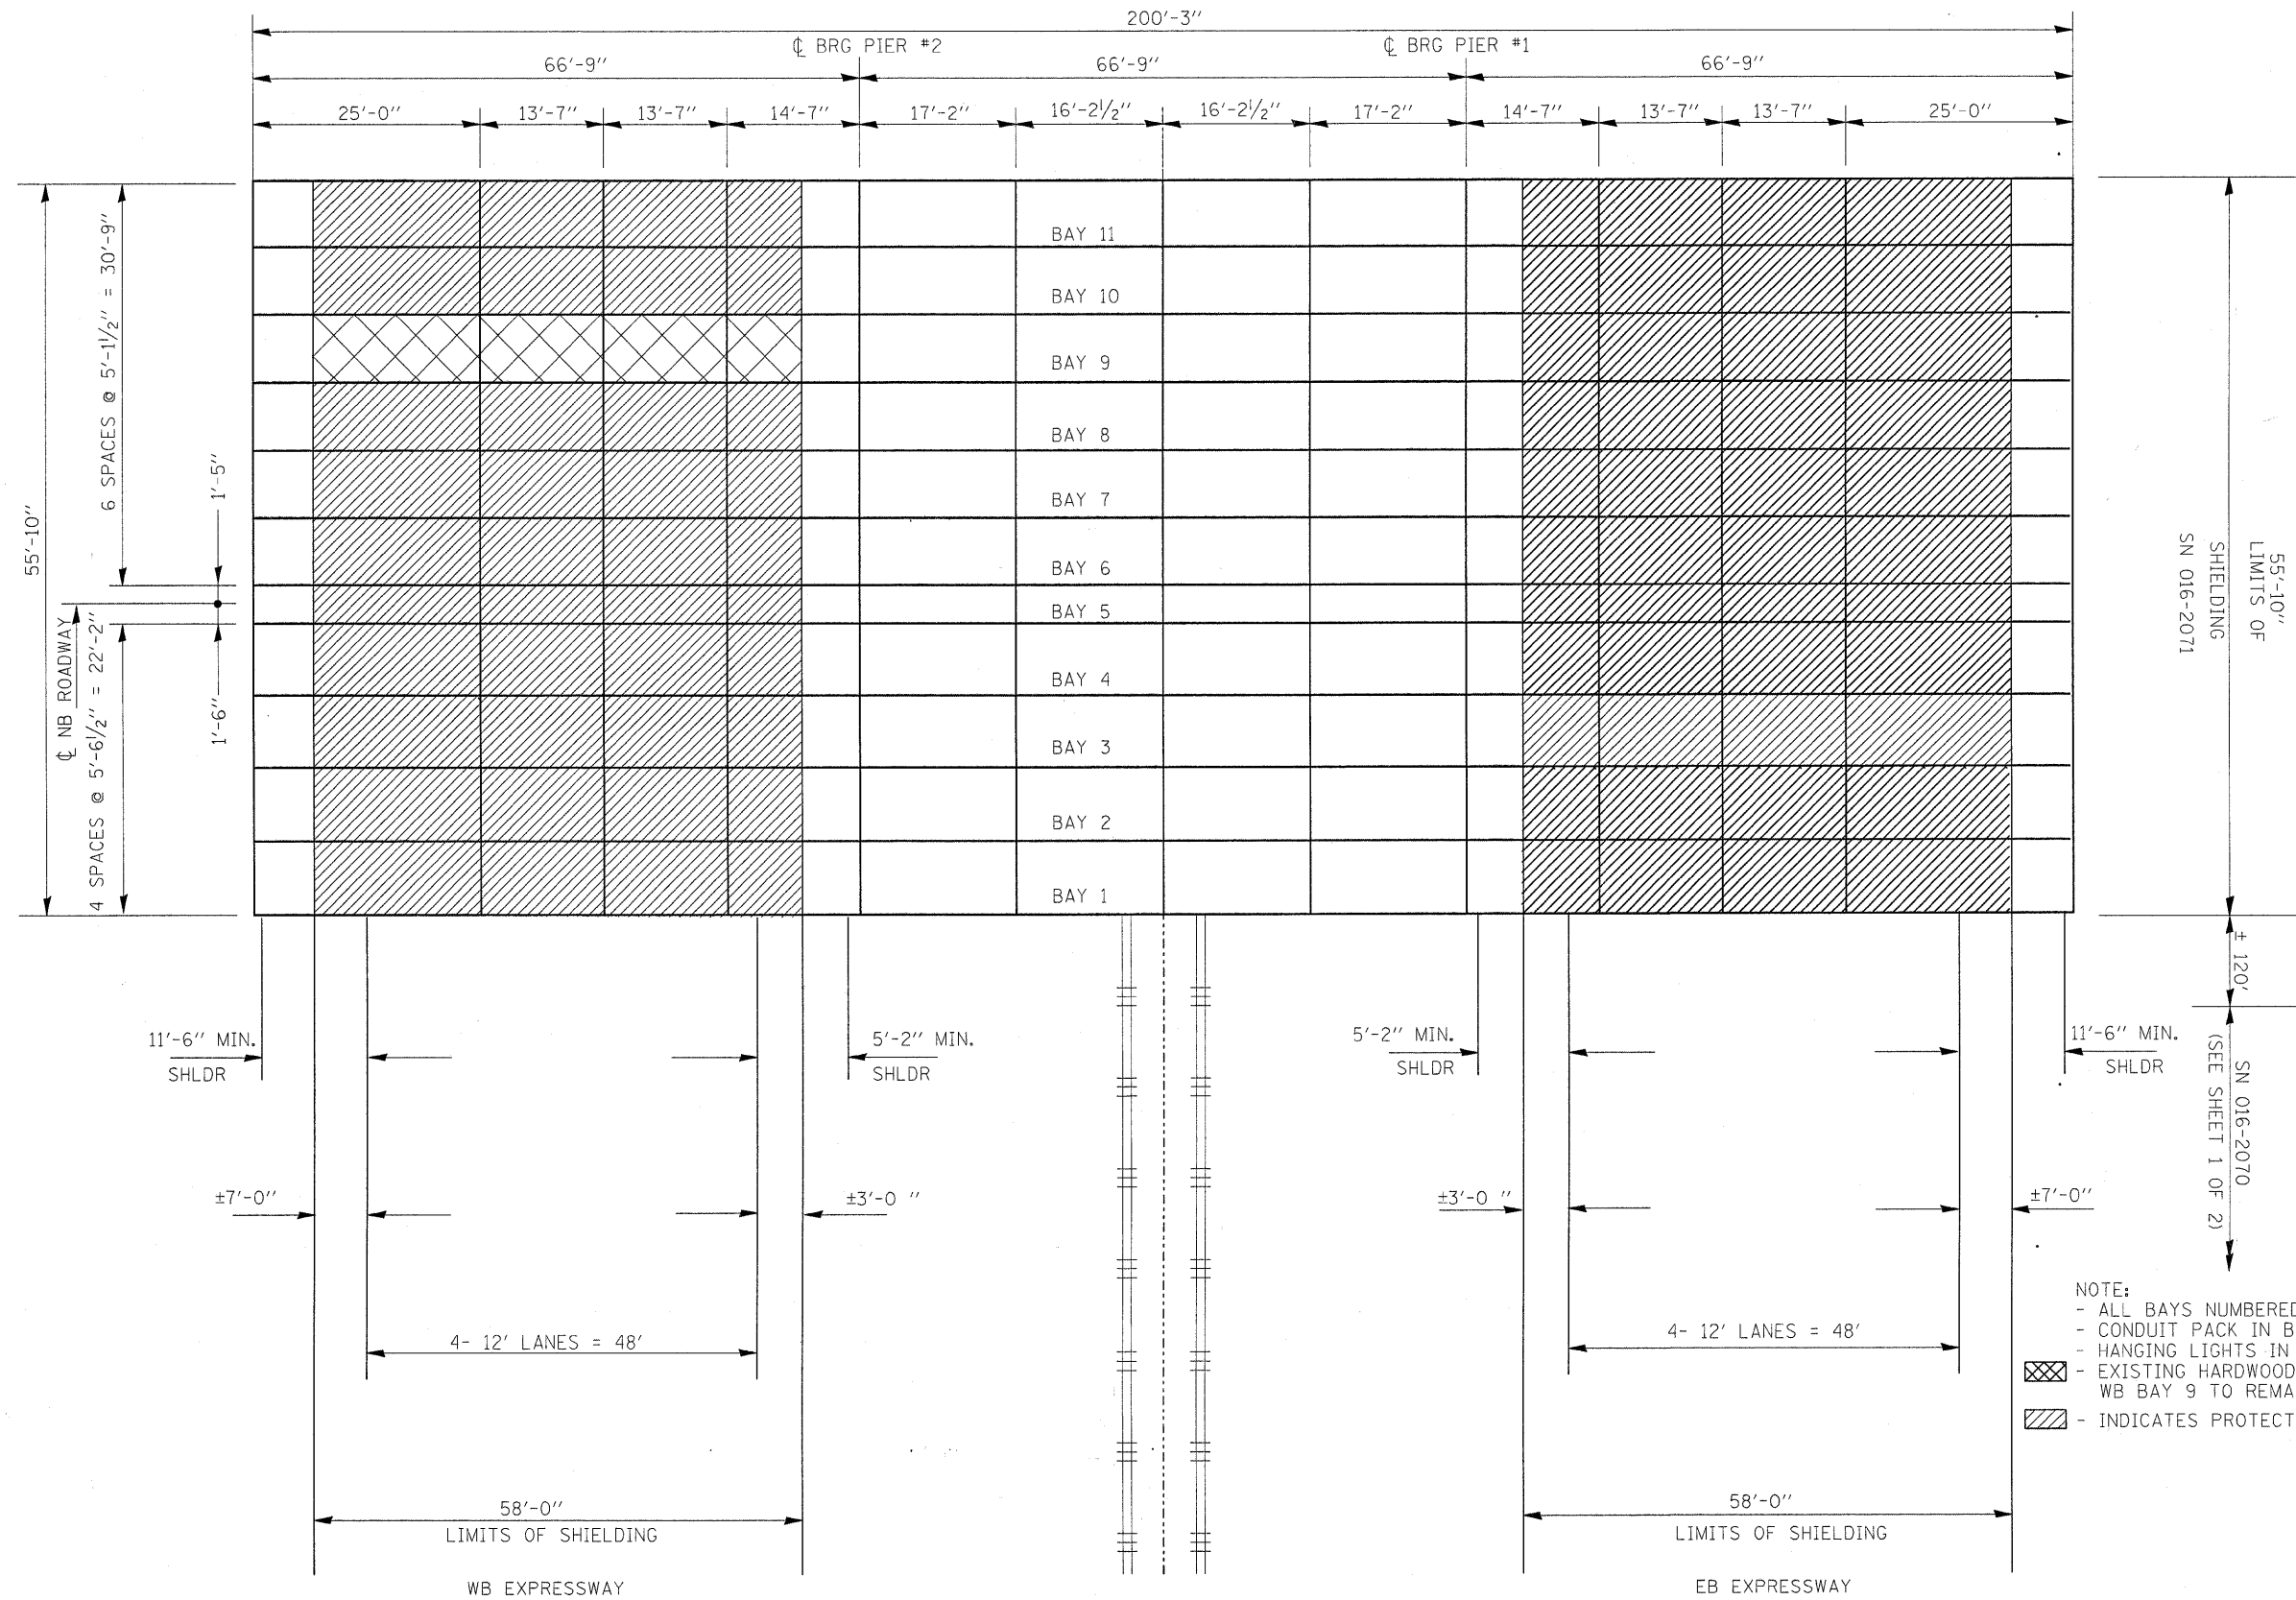 200'-3"
℄ BRG PIER #2
℄ BRG PIER #1
66'-9"
66'-9"
66'-9"
25'-0"
13'-7"
13'-7"
14'-7"
17'-2"
16'-2½"
16'-2½"
17'-2"
14'-7"
13'-7"
13'-7"
25'-0"
55'-10"
6 SPACES @ 5'-1½" = 30'-9"
1'-5"
℄ NB ROADWAY
4 SPACES @ 5'-6½" = 22'-2"
1'-6"
BAY 11
BAY 10
BAY 9
BAY 8
BAY 7
BAY 6
BAY 5
BAY 4
BAY 3
BAY 2
BAY 1
55'-10"
LIMITS OF
SHIELDING
SN 016-2071
± 120'
SN 016-2070
(SEE SHEET 1 OF 2)
11'-6" MIN.
SHLDR
5'-2" MIN.
SHLDR
5'-2" MIN.
SHLDR
11'-6" MIN.
SHLDR
±7'-0"
±3'-0 "
±3'-0 "
±7'-0"
4- 12' LANES = 48'
4- 12' LANES = 48'
NOTE:
- ALL BAYS NUMBERED
- CONDUIT PACK IN B
- HANGING LIGHTS IN
- EXISTING HARDWOOD
WB BAY 9 TO REMA
- INDICATES PROTECT
58'-0"
LIMITS OF SHIELDING
58'-0"
LIMITS OF SHIELDING
WB EXPRESSWAY
EB EXPRESSWAY